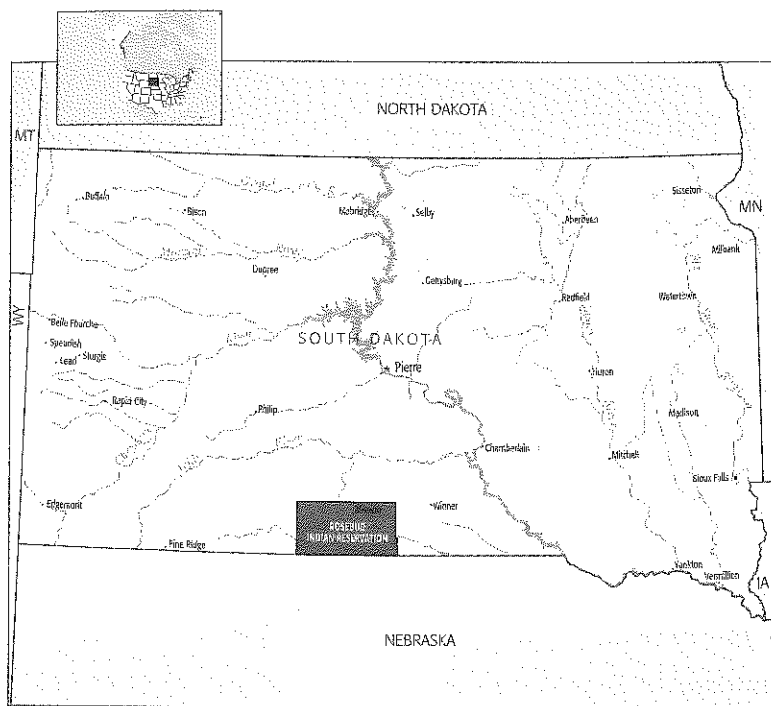 NORTH DAKOTA
MT
MN
Sisseton
Buffalo
Bison
Mobridge
Selby
Aberdeen
Milbank
Dupree
Gettysburg
Redfield
Watertown
WY
Belle Fourche
SOUTH DAKOTA
Spearfish
Lead
Sturgis
Pierre
Huron
Rapid City
Philip
Madison
Chamberlain
Mitchell
Sioux Falls
Edgemont
Winner
ROSEBUD
INDIAN RESERVATION
Pine Ridge
Yankton
Vermillion
IA
NEBRASKA